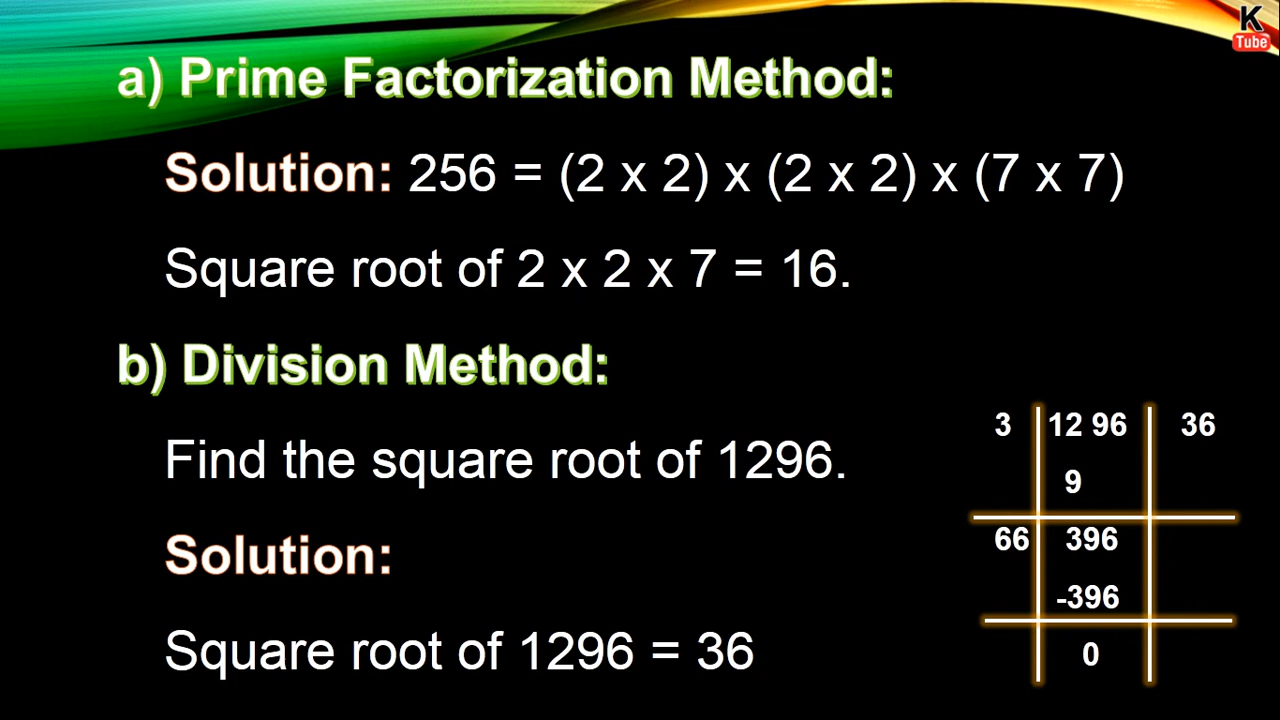 K
Tube
a) Prime Factorization Method:
Solution: 256 = (2 x 2) x (2 x 2) x (7 x 7)
Square root of 2 x 2 x 7 = 16.
b) Division Method:
Find the square root of 1296.
Solution:
Square root of 1296 = 36
3 12 96 36
9
66 396
-396
0